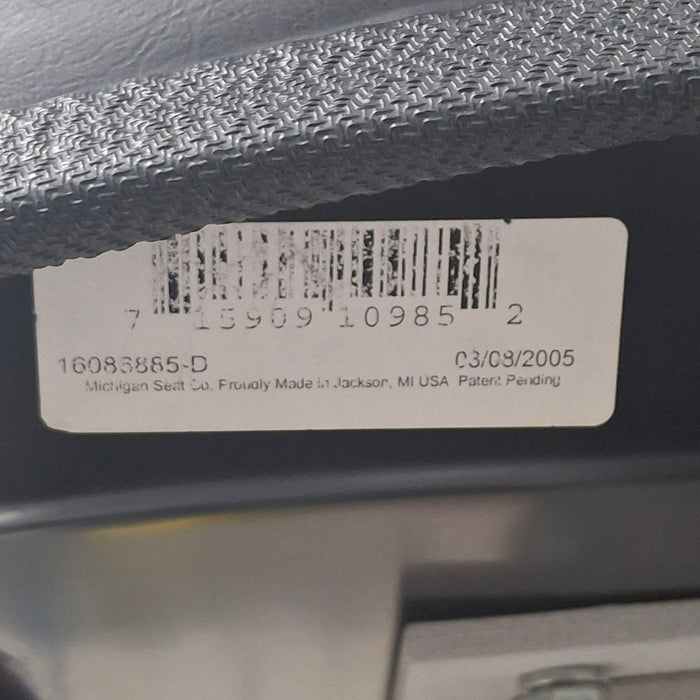 7 15909 10985 2
16086885-D 03/08/2005
Michigan Seat Co. Proudly Made in Jackson, MI USA Patent Pending